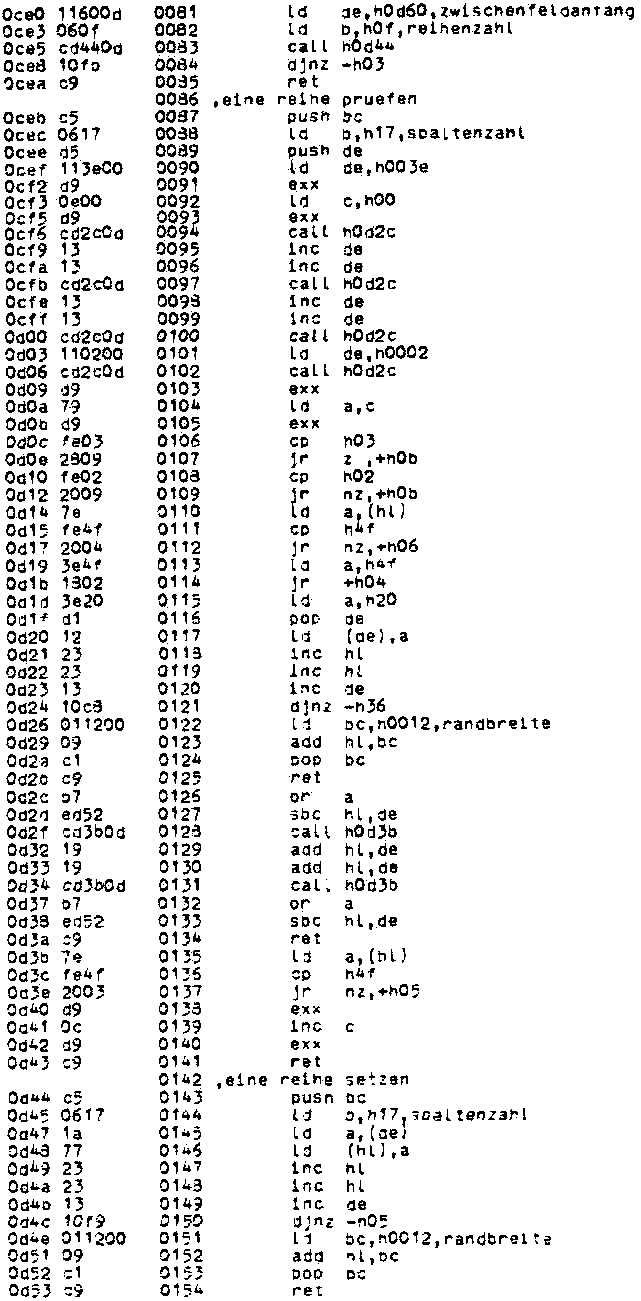 0ce0 11600d 0081 ld de,h0d60,zwischenfeldanfang
0ce3 060f 0082 ld b,h0f,reihenzahl
0ce5 cd440d 0083 call h0d44
0ce8 10fb 0084 djnz -h03
0cea c9 0085 ret
0086 ,eine reihe pruefen
0ceb c5 0087 push bc
0cec 0617 0088 ld b,h17,spaltenzahl
0cee d5 0089 push de
0cef 113e00 0090 ld de,h003e
0cf2 d9 0091 exx
0cf3 0e00 0092 ld c,h00
0cf5 d9 0093 exx
0cf6 cd2c0d 0094 call h0d2c
0cf9 13 0095 inc de
0cfa 13 0096 inc de
0cfb cd2c0d 0097 call h0d2c
0cfe 13 0098 inc de
0cff 13 0099 inc de
0d00 cd2c0d 0100 call h0d2c
0d03 110200 0101 ld de,h0002
0d06 cd2c0d 0102 call h0d2c
0d09 d9 0103 exx
0d0a 79 0104 ld a,c
0d0b d9 0105 exx
0d0c fe03 0106 cp h03
0d0e 2809 0107 jr z ,+h0b
0d10 fe02 0108 cp h02
0d12 2009 0109 jr nz,+h0b
0d14 7e 0110 ld a,(hl)
0d15 fe4f 0111 cp h4f
0d17 2004 0112 jr nz,+h06
0d19 3e4f 0113 ld a,h4f
0d1b 1802 0114 jr +h04
0d1d 3e20 0115 ld a,h20
0d1f d1 0116 pop de
0d20 12 0117 ld (de),a
0d21 23 0118 inc hl
0d22 23 0119 inc hl
0d23 13 0120 inc de
0d24 10c8 0121 djnz -h36
0d26 011200 0122 ld bc,h0012,randbreite
0d29 09 0123 add hl,bc
0d2a c1 0124 pop bc
0d2b c9 0125 ret
0d2c b7 0126 or a
0d2d ed52 0127 sbc hl,de
0d2f cd3b0d 0128 call h0d3b
0d32 19 0129 add hl,de
0d33 19 0130 add hl,de
0d34 cd3b0d 0131 call h0d3b
0d37 b7 0132 or a
0d38 ed52 0133 sbc hl,de
0d3a c9 0134 ret
0d3b 7e 0135 ld a,(hl)
0d3c fe4f 0136 cp h4f
0d3e 2003 0137 jr nz,+h05
0d40 d9 0138 exx
0d41 0c 0139 inc c
0d42 d9 0140 exx
0d43 c9 0141 ret
0142 ,eine reihe setzen
0d44 c5 0143 push bc
0d45 0617 0144 ld b,h17,spaltenzahl
0d47 1a 0145 ld a,(de)
0d48 77 0146 ld (hl),a
0d49 23 0147 inc hl
0d4a 23 0148 inc hl
0d4b 13 0149 inc de
0d4c 10f9 0150 djnz -h05
0d4e 011200 0151 ld bc,h0012,randbreite
0d51 09 0152 add hl,bc
0d52 c1 0153 pop bc
0d53 c9 0154 ret